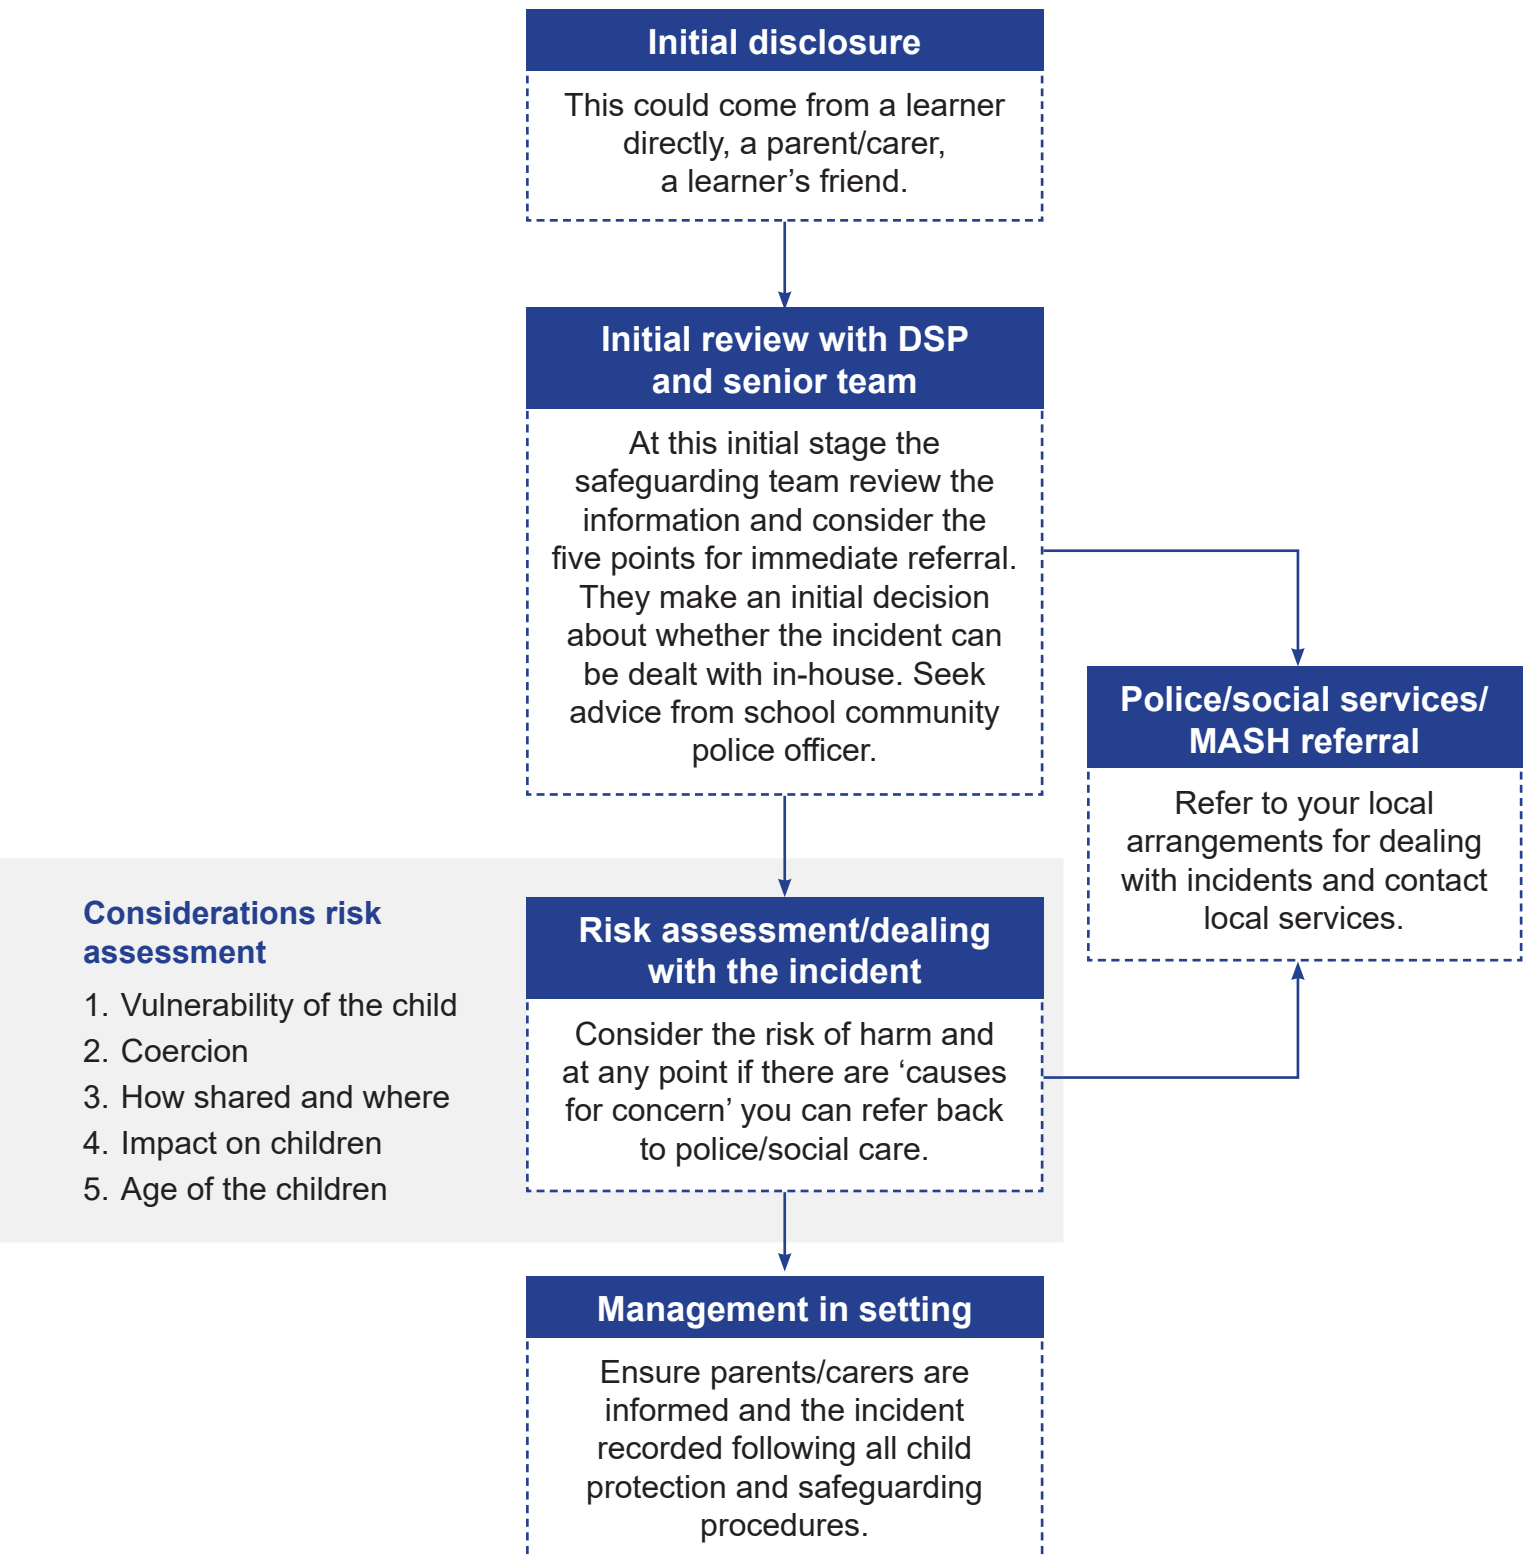 Initial disclosure
This could come from a learner
directly, a parent/carer,
a learner’s friend.
Initial review with DSP
and senior team
At this initial stage the
safeguarding team review the
information and consider the
five points for immediate referral.
They make an initial decision
about whether the incident can
be dealt with in-house. Seek
advice from school community
police officer.
Police/social services/
MASH referral
Refer to your local
arrangements for dealing
with incidents and contact
local services.
Considerations risk
assessment
1. Vulnerability of the child
2. Coercion
3. How shared and where
4. Impact on children
5. Age of the children
Risk assessment/dealing
with the incident
Consider the risk of harm and
at any point if there are ‘causes
for concern’ you can refer back
to police/social care.
Management in setting
Ensure parents/carers are
informed and the incident
recorded following all child
protection and safeguarding
procedures.